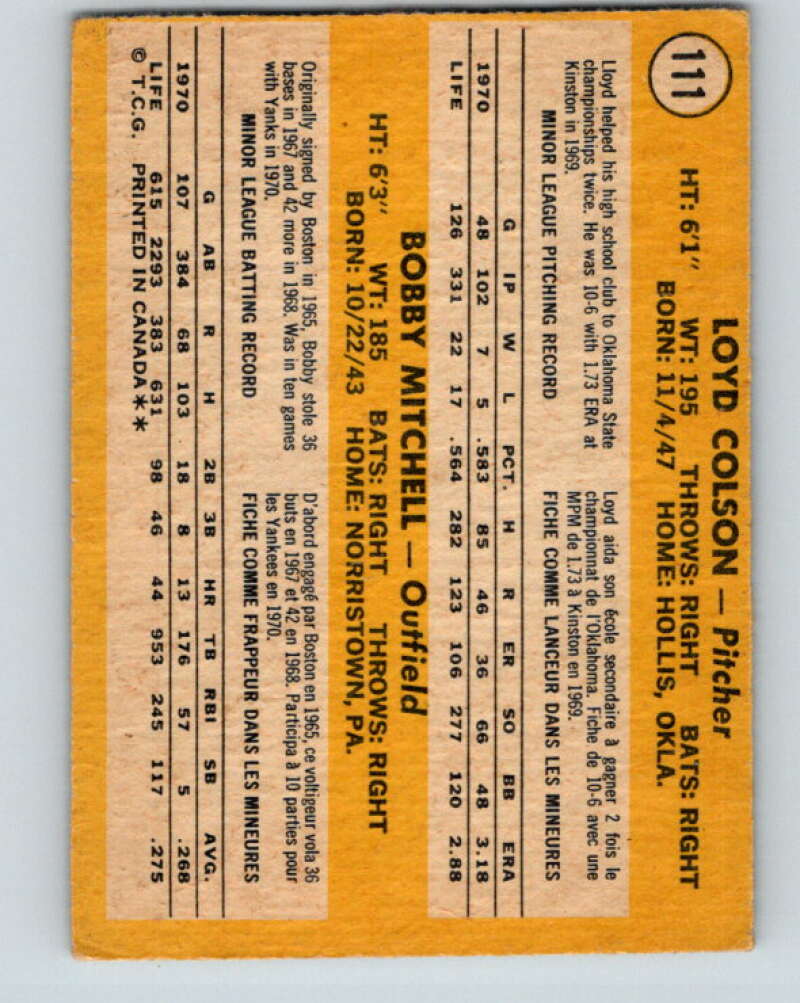 111
LOYD COLSON — Pitcher
HT: 6'1" WT: 195 THROWS: RIGHT BATS: RIGHT
BORN: 11/4/47 HOME: HOLLIS, OKLA.
Lloyd helped his high school club to Oklahoma State
championships twice. He was 10-6 with 1.73 ERA at
Kinston in 1969.
Loyd aida son école secondaire à gagner 2 fois le
championnat de l'Oklahoma. Fiche de 10-6 avec une
MPM de 1.73 à Kinston en 1969.
MINOR LEAGUE PITCHING RECORD FICHE COMME LANCEUR DANS LES MINEURES
G IP W L PCT. H R ER SO BB ERA
1970 48 102 7 5 .583 85 46 36 66 48 3.18
LIFE 126 331 22 17 .564 282 123 106 277 120 2.88
BOBBY MITCHELL — Outfield
HT: 6'3" WT: 185 BATS: RIGHT THROWS: RIGHT
BORN: 10/22/43 HOME: NORRISTOWN, PA.
Originally signed by Boston in 1965, Bobby stole 36
bases in 1967 and 42 more in 1968. Was in ten games
with Yanks in 1970.
D'abord engagé par Boston en 1965, ce voltigeur vola 36
buts en 1967 et 42 en 1968. Participa à 10 parties pour
les Yankees en 1970.
MINOR LEAGUE BATTING RECORD FICHE COMME FRAPPEUR DANS LES MINEURES
G AB R H 2B 3B HR TB RBI SB AVG.
1970 107 384 68 103 18 8 13 176 57 5 .268
LIFE 615 2293 383 631 98 46 44 953 245 117 .275
© T.C.G. PRINTED IN CANADA**